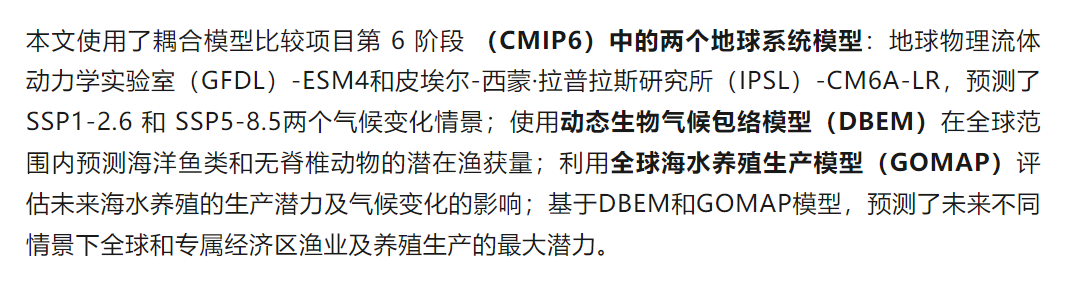 本文使用了耦合模型比较项目第 6 阶段 （CMIP6）中的两个地球系统模型：地球物理流体
动力学实验室（GFDL）-ESM4和皮埃尔-西蒙·拉普拉斯研究所（IPSL）-CM6A-LR，预测了
SSP1-2.6 和 SSP5-8.5两个气候变化情景；使用动态生物气候包络模型（DBEM）在全球范
围内预测海洋鱼类和无脊椎动物的潜在渔获量；利用全球海水养殖生产模型（GOMAP）评
估未来海水养殖的生产潜力及气候变化的影响；基于DBEM和GOMAP模型，预测了未来不同
情景下全球和专属经济区渔业及养殖生产的最大潜力。